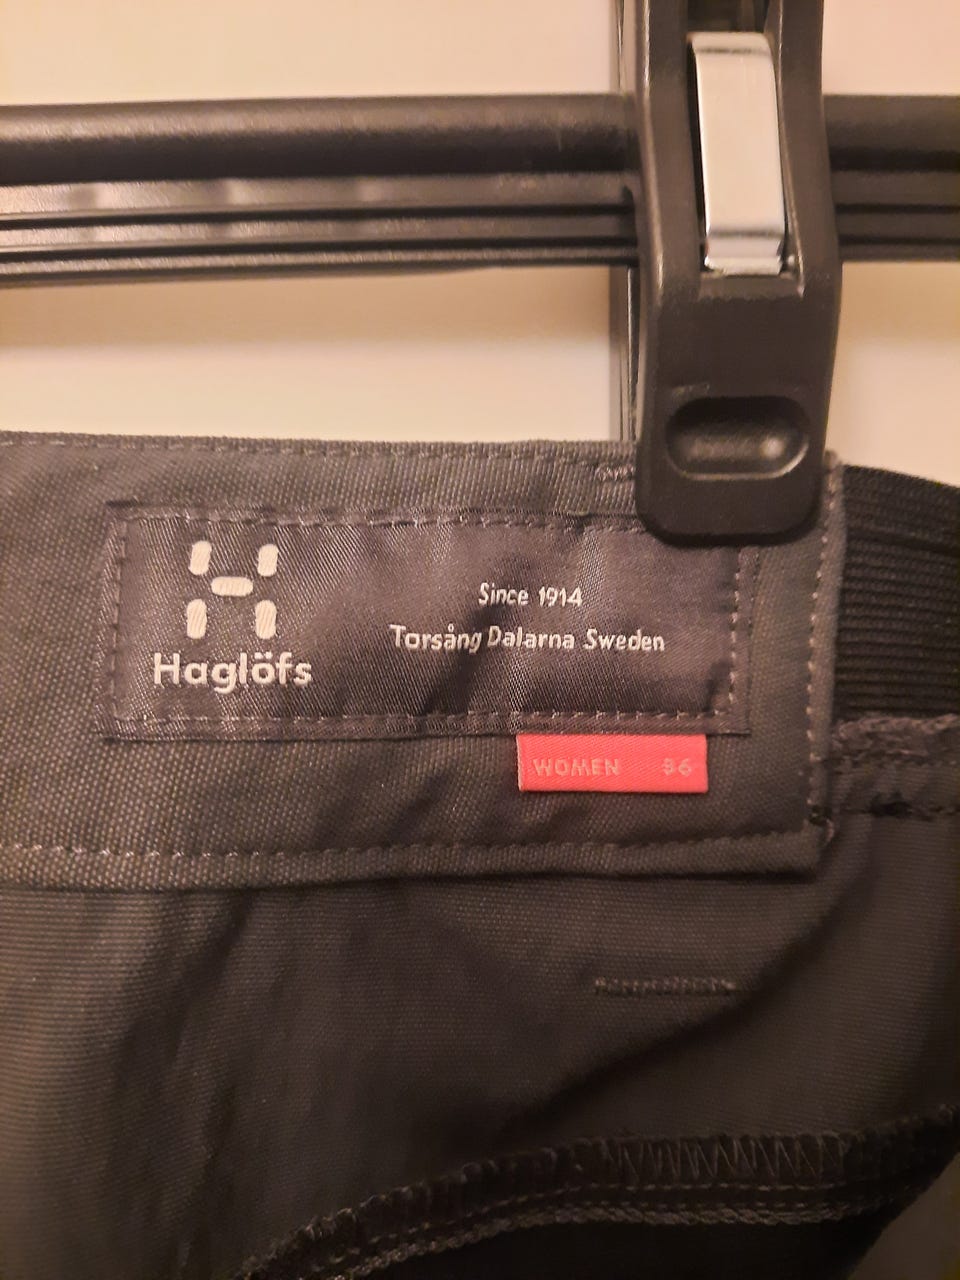 Since 1914
Torsång Dalarna Sweden
Haglöfs
WOMEN 36